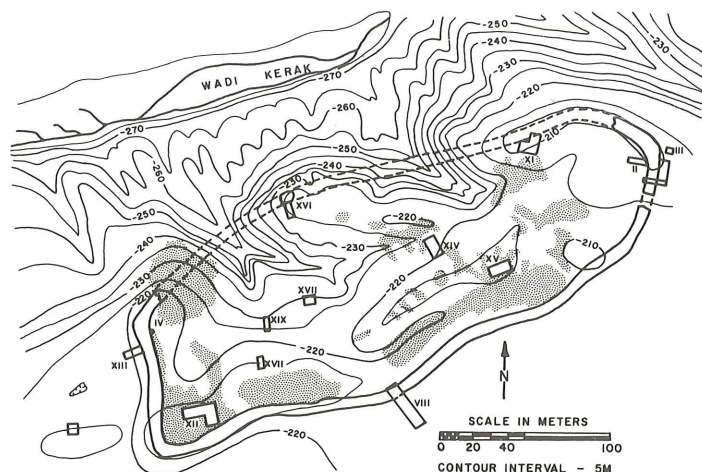 -250
-250
-240
-230
-240
-230
-220
WADI KERAK
-270
-260
-270
-260
-250
-240
-230
-210
XI
III
II
-250
-240
-230
-220
XVI
-220
-230
XIV
XV
-210
-220
XVII
XIX
IV
XIII
XVII
-220
XII
VIII
-220
N
SCALE IN METERS
0 20 40 100
CONTOUR INTERVAL - 5M